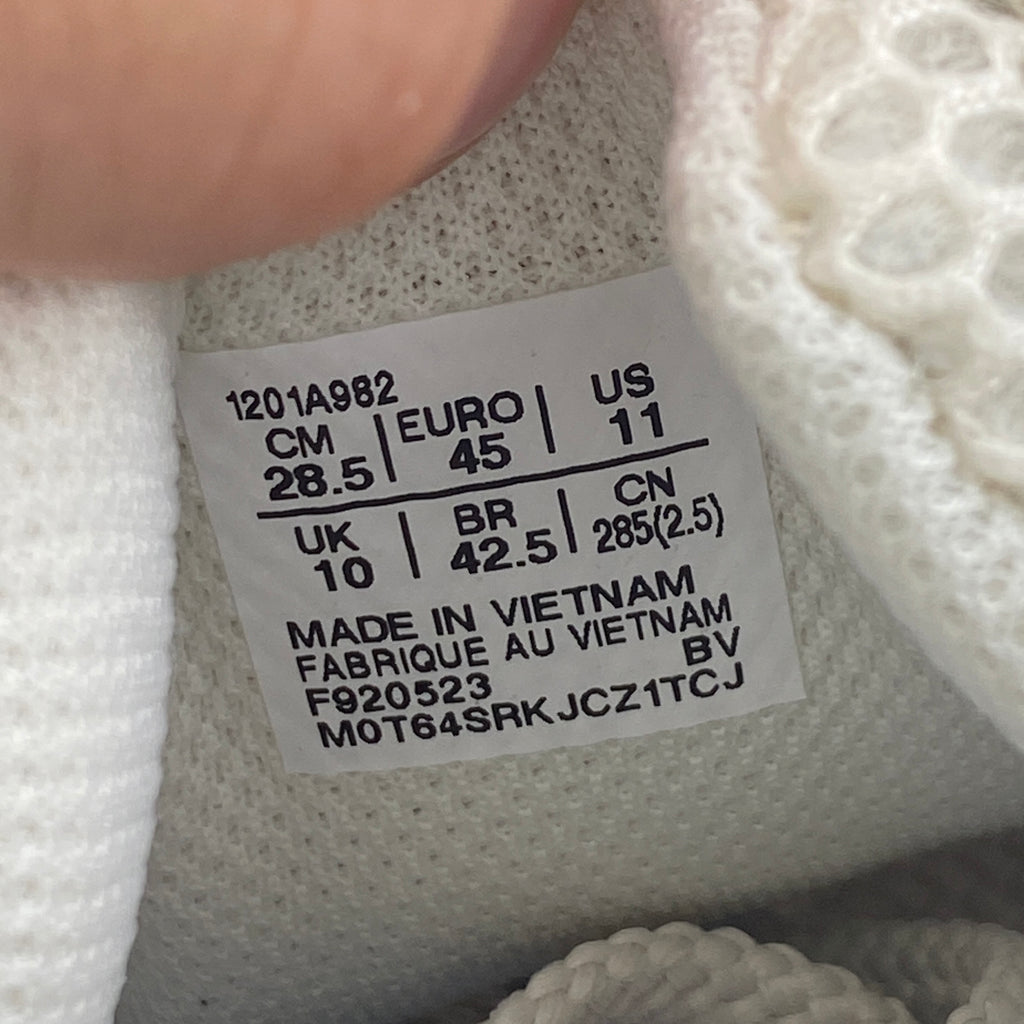 1201A982
CM | EURO | US
28.5 | 45 | 11
UK | BR | CN
10 | 42.5 | 285(2.5)
MADE IN VIETNAM
FABRIQUE AU VIETNAM
F920523 BV
M0T64SRKJCZ1TCJ